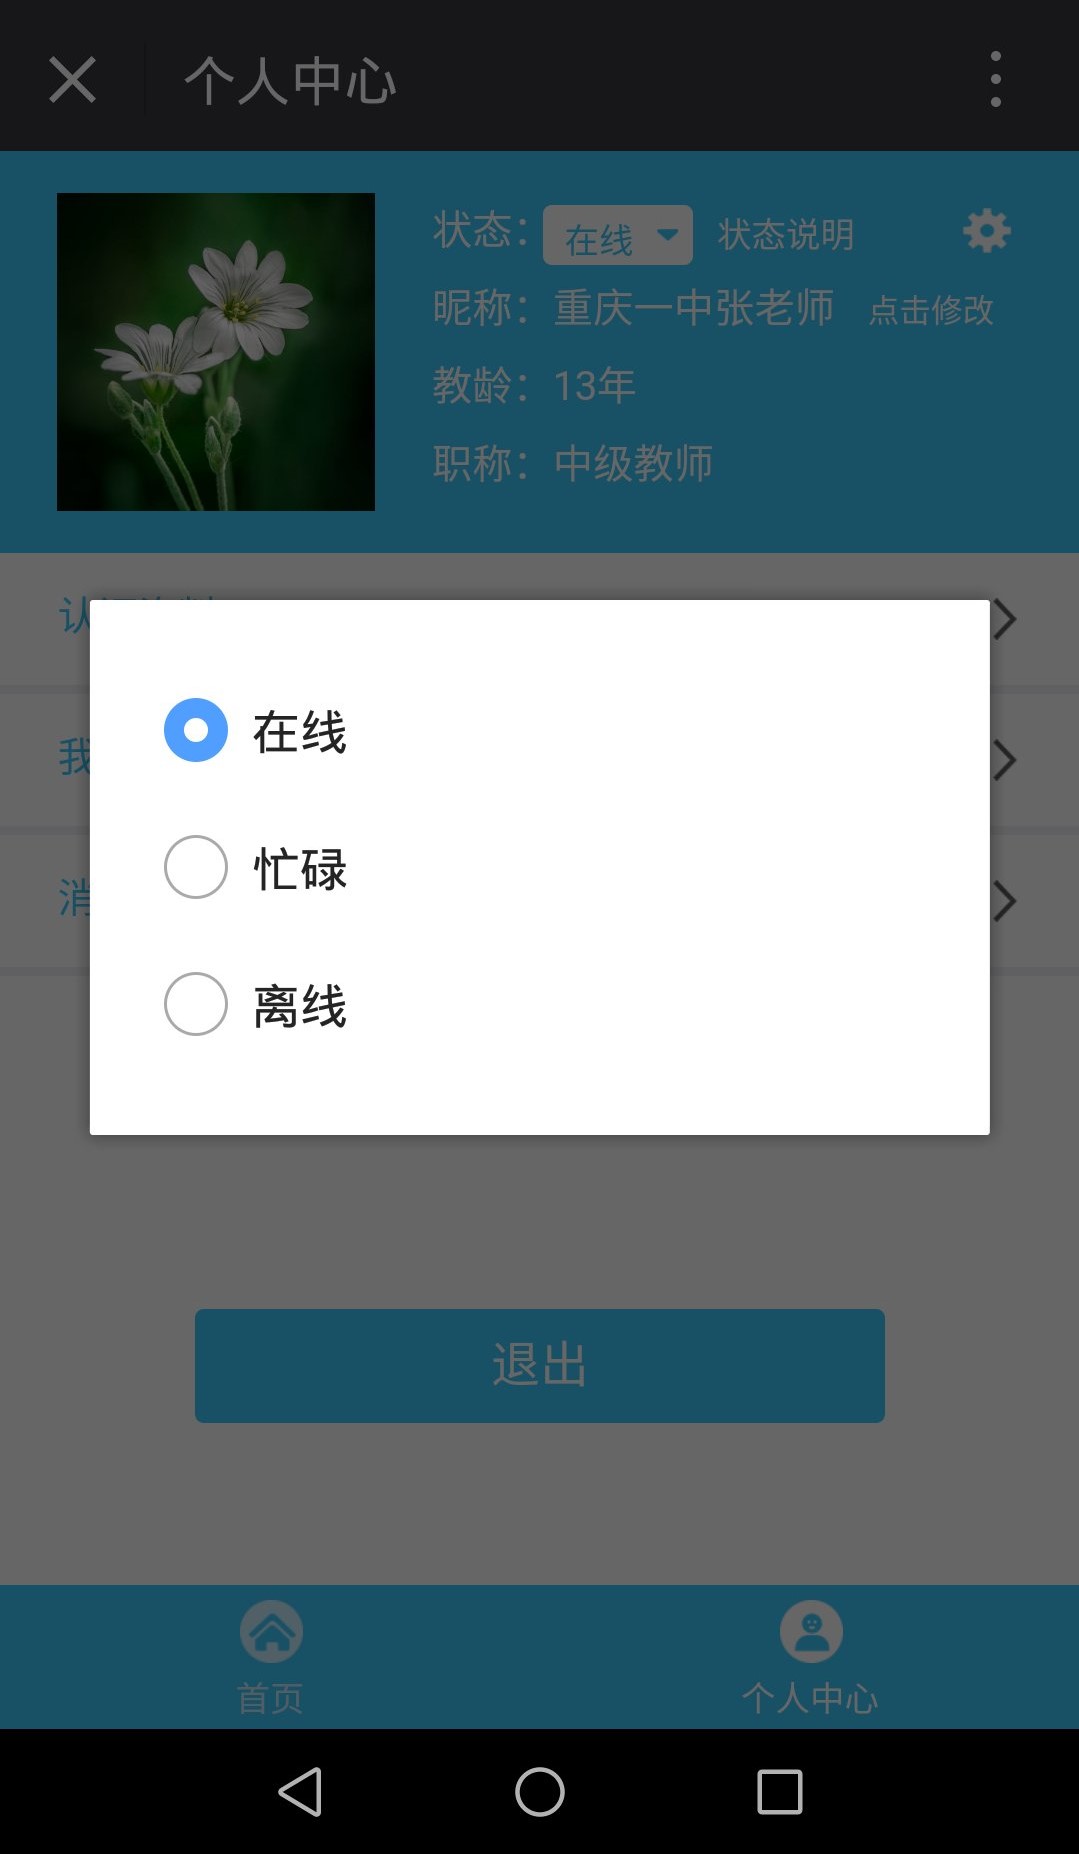 个人中心
状态：在线 状态说明
昵称：重庆一中张老师 点击修改
教龄：13年
职称：中级教师
认
我
消
在线
忙碌
离线
退出
首页
个人中心